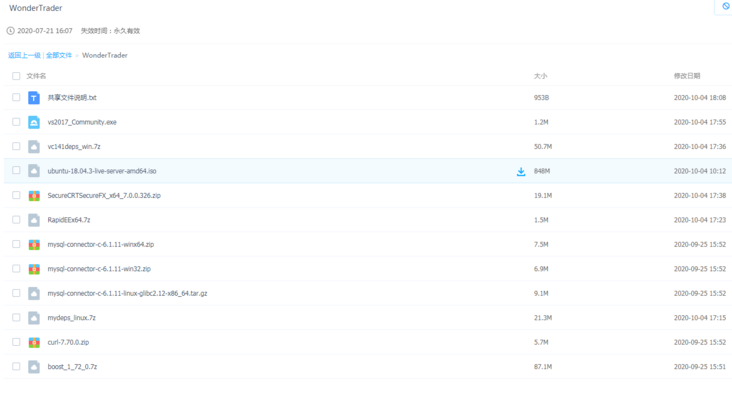 WonderTrader
2020-07-21 16:07 失效时间：永久有效
返回上一级 | 全部文件 > WonderTrader
文件名 大小 修改日期
共享文件说明.txt 953B 2020-10-04 18:08
vs2017_Community.exe 1.2M 2020-10-04 17:55
vc141deps_win.7z 50.7M 2020-10-04 17:36
ubuntu-18.04.3-live-server-amd64.iso 848M 2020-10-04 10:12
SecureCRTSecureFX_x64_7.0.0.326.zip 19.1M 2020-10-04 17:38
RapidEEx64.7z 1.5M 2020-10-04 17:23
mysql-connector-c-6.1.11-winx64.zip 7.5M 2020-09-25 15:52
mysql-connector-c-6.1.11-win32.zip 6.9M 2020-09-25 15:52
mysql-connector-c-6.1.11-linux-glibc2.12-x86_64.tar.gz 9.1M 2020-09-25 15:52
mydeps_linux.7z 21.3M 2020-10-04 17:15
curl-7.70.0.zip 5.7M 2020-09-25 15:52
boost_1_72_0.7z 87.1M 2020-09-25 15:51